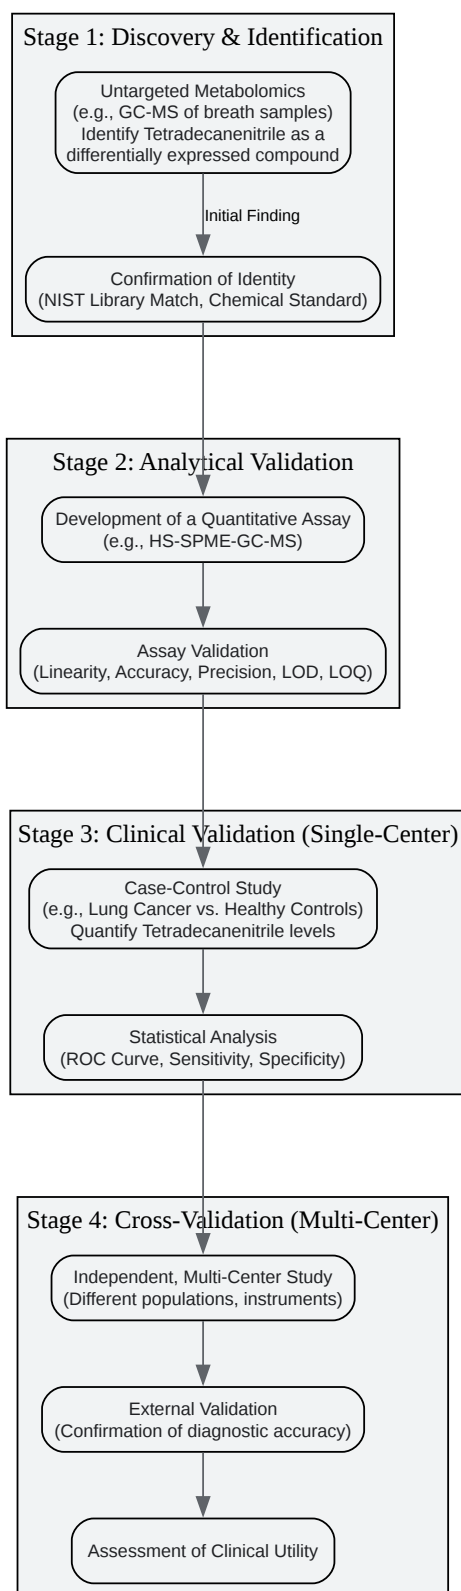 Stage 1: Discovery & Identification
Untargeted Metabolomics
(e.g., GC-MS of breath samples)
Identify Tetradecanenitrile as a
differentially expressed compound
Initial Finding
Confirmation of Identity
(NIST Library Match, Chemical Standard)
Stage 2: Analytical Validation
Development of a Quantitative Assay
(e.g., HS-SPME-GC-MS)
Assay Validation
(Linearity, Accuracy, Precision, LOD, LOQ)
Stage 3: Clinical Validation (Single-Center)
Case-Control Study
(e.g., Lung Cancer vs. Healthy Controls)
Quantify Tetradecanenitrile levels
Statistical Analysis
(ROC Curve, Sensitivity, Specificity)
Stage 4: Cross-Validation (Multi-Center)
Independent, Multi-Center Study
(Different populations, instruments)
External Validation
(Confirmation of diagnostic accuracy)
Assessment of Clinical Utility